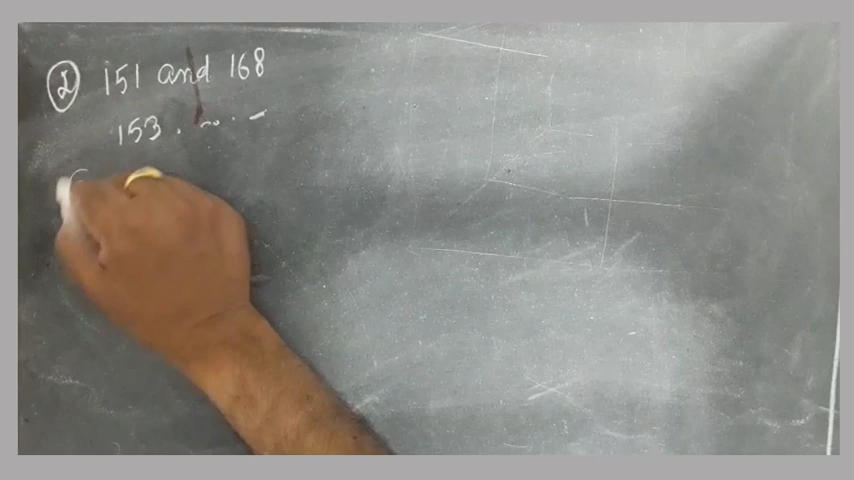 ② 151 and 168
153. ~ . -